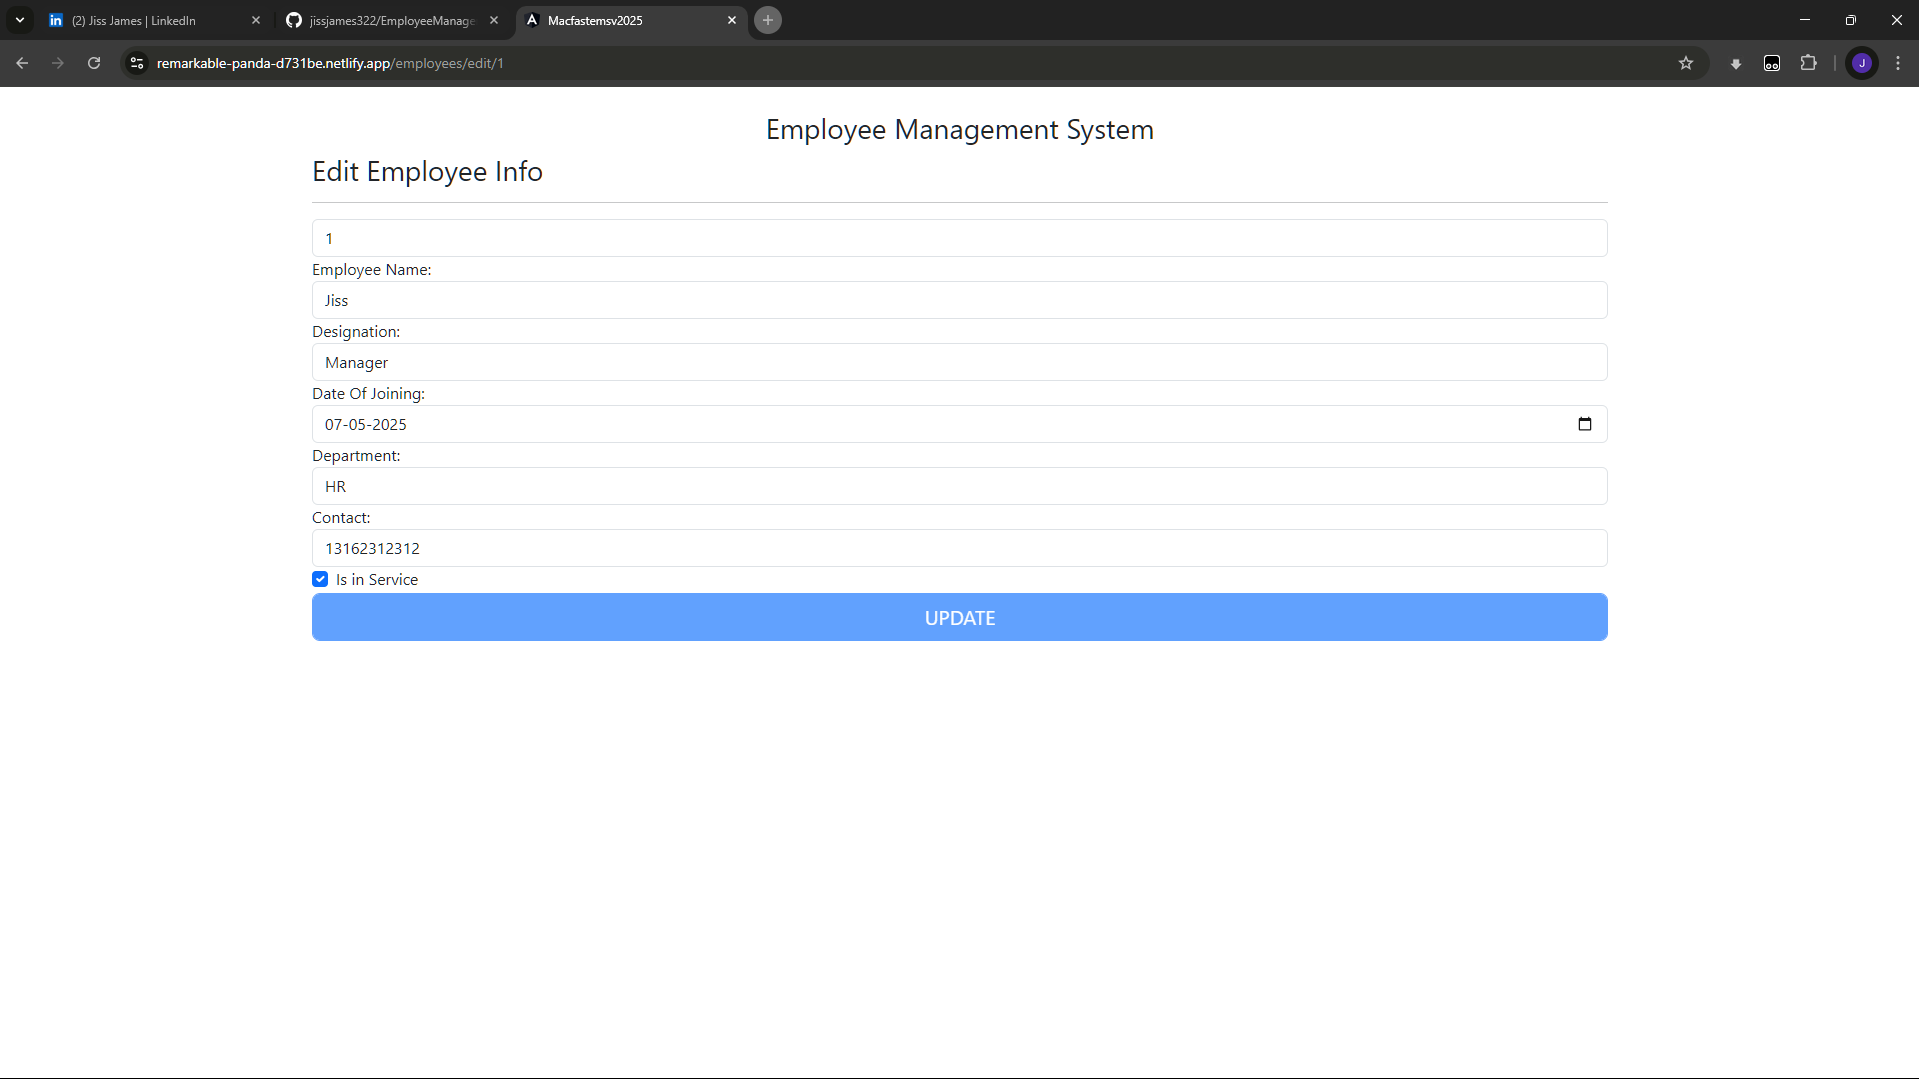 (2) Jiss James | LinkedIn
jissjames322/EmployeeManage
Macfastemsv2025
remarkable-panda-d731be.netlify.app/employees/edit/1
J
Employee Management System
Edit Employee Info
1
Employee Name:
Jiss
Designation:
Manager
Date Of Joining:
07-05-2025
Department:
HR
Contact:
13162312312
Is in Service
UPDATE